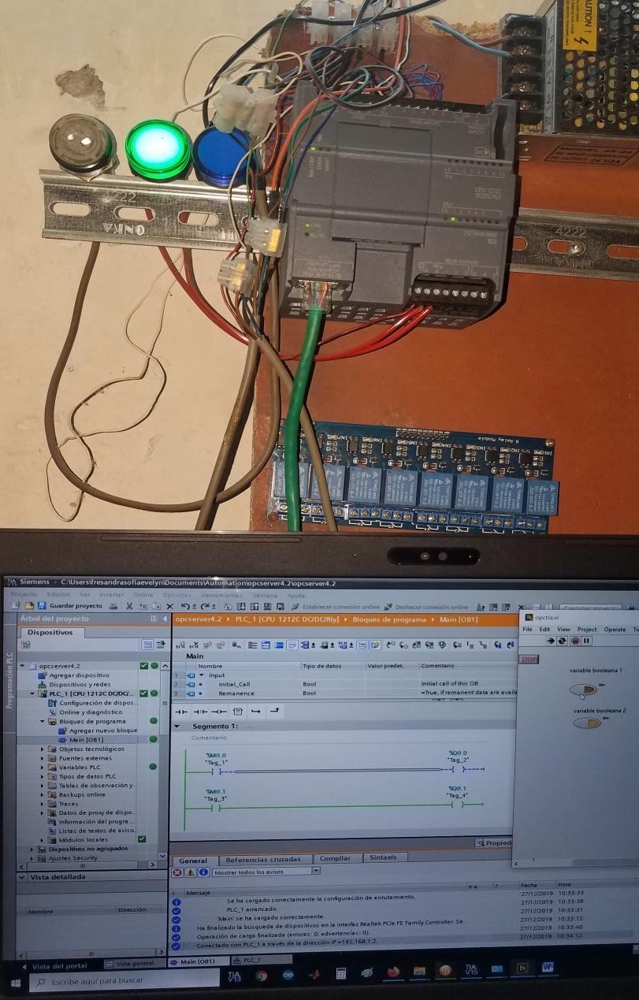 CAUTION !
4222
ONKA
CPU 1212C
DC/DC/RLY
4222
8 Relay Module
Siemens - C:\Users\fresandrasofiaevelyn\Documents\Automation\opcserver4.2\opcserver4.2
Proyecto Edición Ver Insertar Online Opciones Herramientas Ventana Ayuda
Guardar proyecto
Establecer conexión online
Deshacer conexión online
Árbol del proyecto
opcserver4.2 PLC_1 [CPU 1212C DC/DC/Rly] Bloques de programa Main [OB1]
Dispositivos
Programación PLC
opcserver4.2
Agregar dispositivo
Dispositivos y redes
PLC_1 [CPU 1212C DC/DC/...
Configuración de dispos...
Online y diagnóstico
Bloques de programa
Agregar nuevo bloque
Main [OB1]
Objetos tecnológicos
Fuentes externas
Variables PLC
Tipos de datos PLC
Tablas de observación y ...
Backups online
Traces
Datos de proxy de dispo...
Información del progra...
Listas de textos de aviso...
Módulos locales
Dispositivos no agrupados
Ajustes Security
Vista detallada
Nombre Dirección
Main
Nombre Tipo de datos Valor predet. Comentario
1 Input
2 Initial_Call Bool Initial call of this OB
3 Remanence Bool =True, if remanent data are availa
Segmento 1:
Comentario
%M0.0
"Tag_1"
%Q0.0
"Tag_2"
%M0.1
"Tag_3"
%Q0.1
"Tag_4"
Propied
General Referencias cruzadas Compilar Sintaxis
Mostrar todos los avisos
! Mensaje Ir a ? Fecha Hora
Se ha cargado correctamente la configuración de enrutamiento. 27/12/2019 10:33:33
PLC_1 arrancado. 27/12/2019 10:33:39
'Main' se ha cargado correctamente. 27/12/2019 10:33:31
Ha finalizado la búsqueda de dispositivos en la interfaz Realtek PCIe FE Family Controller. Se 27/12/2019 10:33:12
Operación de carga finalizada (errores: 0; advertencias: 0). 27/12/2019 10:33:40
Conectado con PLC_1 a través de la dirección IP =192.168.1.2. 27/12/2019 10:34:12
opctia.vi
File Edit View Project Operate To
STOP
variable booleana 1
variable booleana 2
Vista del portal
Vista general
Main (OB1)
PLC_1
Escribe aquí para buscar
TIA
V13
TIA
V13